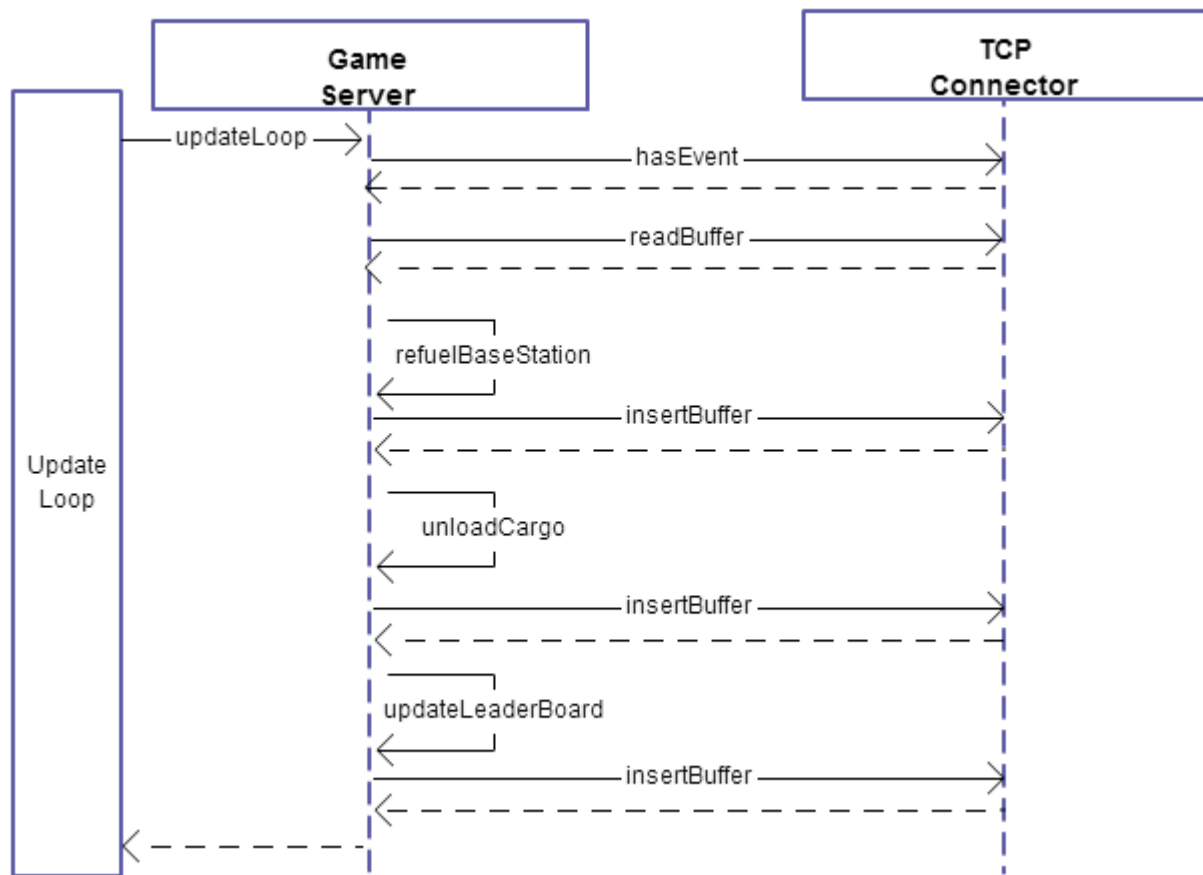 Game
Server
TCP
Connector
updateLoop
hasEvent
readBuffer
refuelBaseStation
insertBuffer
Update
Loop
unloadCargo
insertBuffer
updateLeaderBoard
insertBuffer